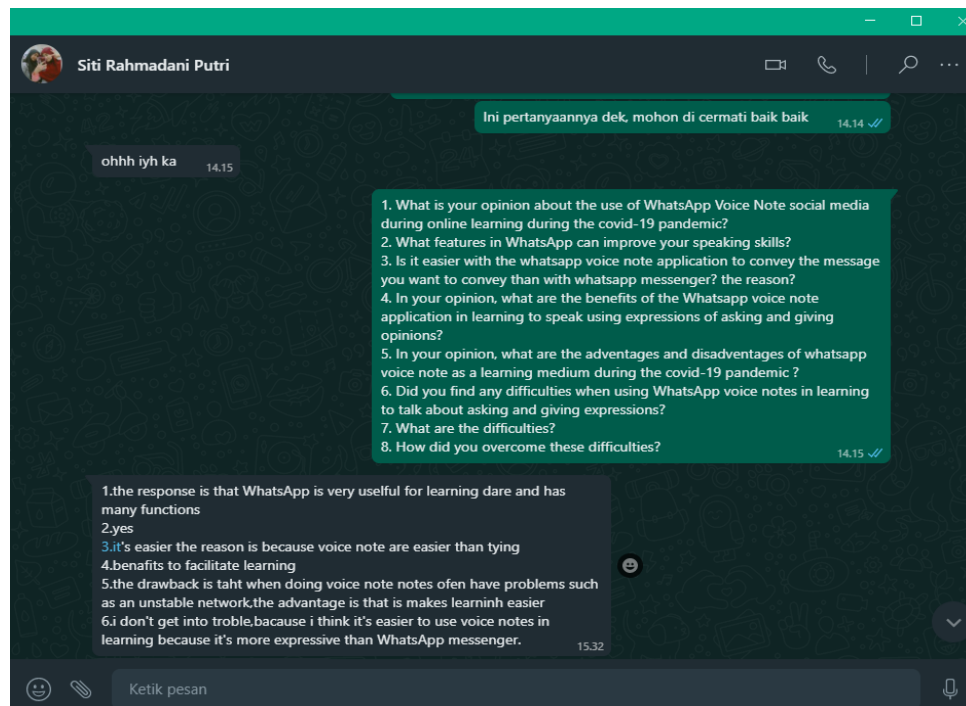 Siti Rahmadani Putri
Ini pertanyaannya dek, mohon di cermati baik baik
14.14
ohhh iyh ka
14.15
1. What is your opinion about the use of WhatsApp Voice Note social media
during online learning during the covid-19 pandemic?
2. What features in WhatsApp can improve your speaking skills?
3. Is it easier with the whatsapp voice note application to convey the message
you want to convey than with whatsapp messenger? the reason?
4. In your opinion, what are the benefits of the Whatsapp voice note
application in learning to speak using expressions of asking and giving
opinions?
5. In your opinion, what are the adventages and disadventages of whatsapp
voice note as a learning medium during the covid-19 pandemic ?
6. Did you find any difficulties when using WhatsApp voice notes in learning
to talk about asking and giving expressions?
7. What are the difficulties?
8. How did you overcome these difficulties?
14.15
1.the response is that WhatsApp is very uselful for learning dare and has
many functions
2.yes
3.it's easier the reason is because voice note are easier than tying
4.benafits to facilitate learning
5.the drawback is taht when doing voice note notes ofen have problems such
as an unstable network,the advantage is that is makes learninh easier
6.i don't get into troble,bacause i think it's easier to use voice notes in
learning because it's more expressive than WhatsApp messenger.
15.32
Ketik pesan